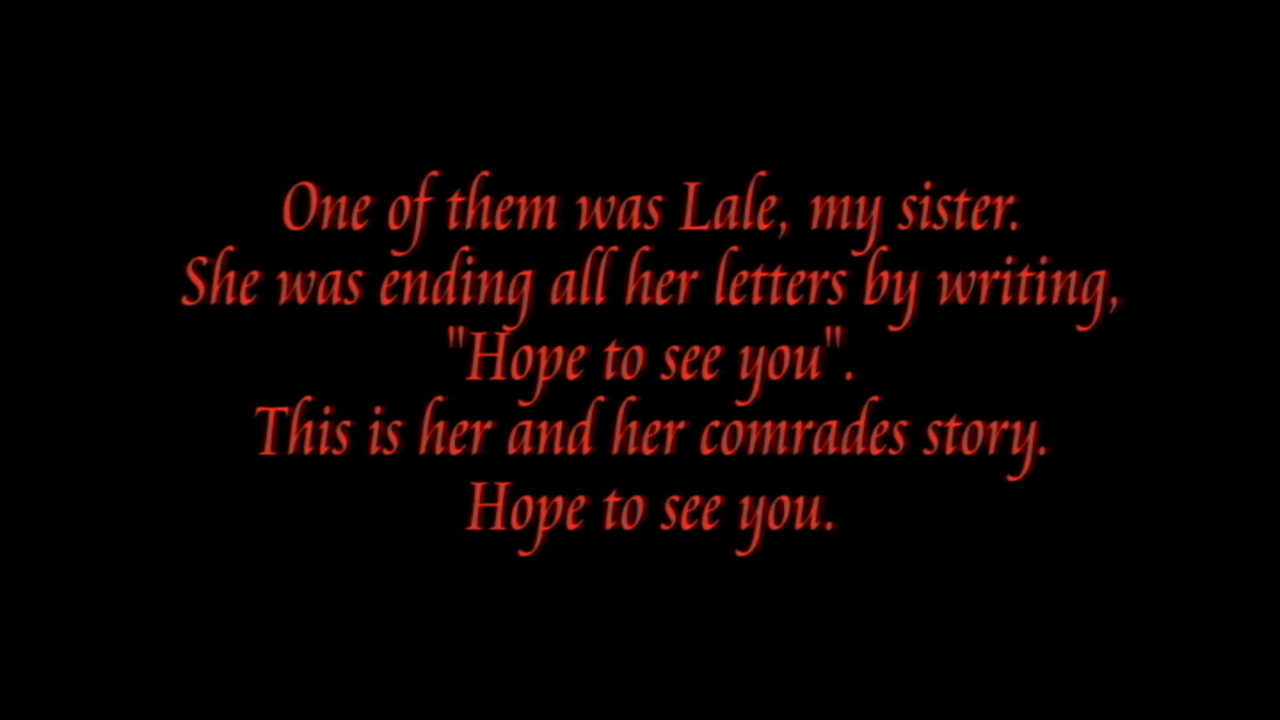 One of them was Lale, my sister.
She was ending all her letters by writing,
"Hope to see you".
This is her and her comrades story.
Hope to see you.